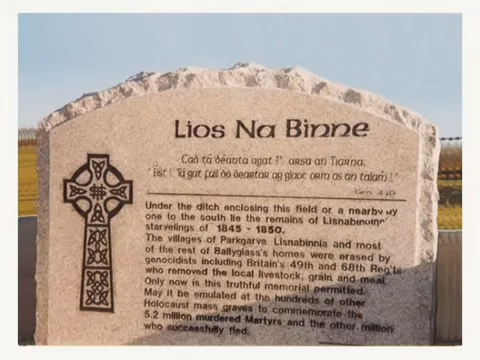 Lios Na Binne
Cad tá déanta agat?" arsa an Tiarna.
"Éist! Tá guṫ fuil do ḋearṫár ag glaoċ orm as an talaṁ!"
Gen. 4:10
Under the ditch enclosing this field or a nearby
one to the south lie the remains of
starvelings of 1845 - 1850.
The villages of Parkgarve Lisnabinnia and most
of the rest of Ballyglass's homes were erased by
genocidists including Britain's 49th and 68th Reg'ts
who removed the local livestock, grain and meal.
Only now is this truthful memorial permitted.
May it be emulated at the hundreds of other
Holocaust mass graves to commemorate the
5.2 million murdered Martyrs and the other million
who successfully fled.